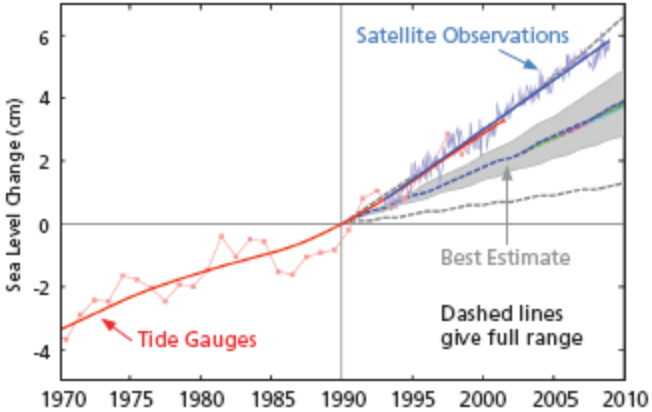 Sea Level Change (cm)
6
4
2
0
-2
-4
Satellite Observations
Best Estimate
Dashed lines
give full range
Tide Gauges
1970 1975 1980 1985 1990 1995 2000 2005 2010